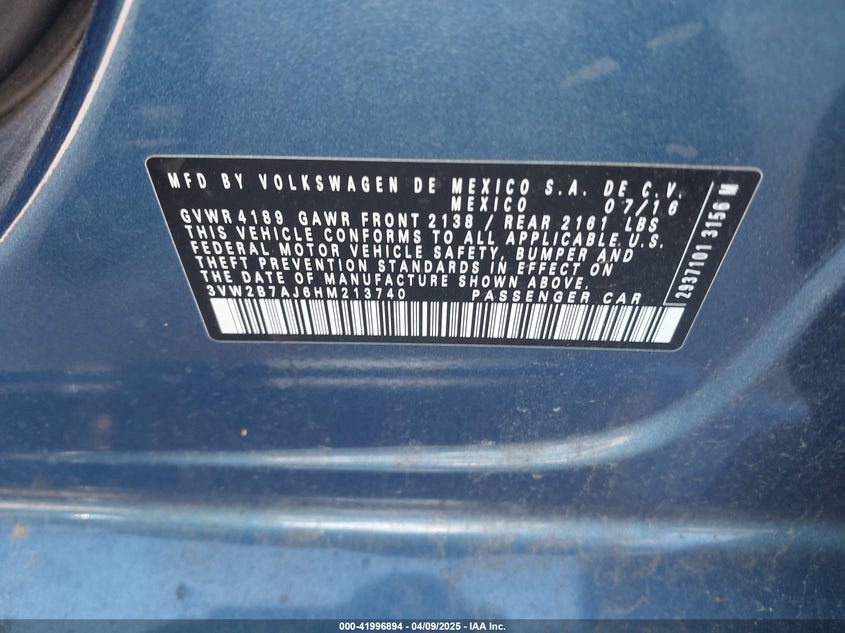 MFD BY VOLKSWAGEN DE MEXICO S.A. DE C.V.
MEXICO 07/16
GVWR 4189 GAWR FRONT 2138 / REAR 2161 LBS
THIS VEHICLE CONFORMS TO ALL APPLICABLE U.S.
FEDERAL MOTOR VEHICLE SAFETY, BUMPER AND
THEFT PREVENTION STANDARDS IN EFFECT ON
THE DATE OF MANUFACTURE SHOWN ABOVE.
3VW2B7AJ6HM213740 PASSENGER CAR
2937101 3156 M
000-41996894 - 04/09/2025 - IAA Inc.